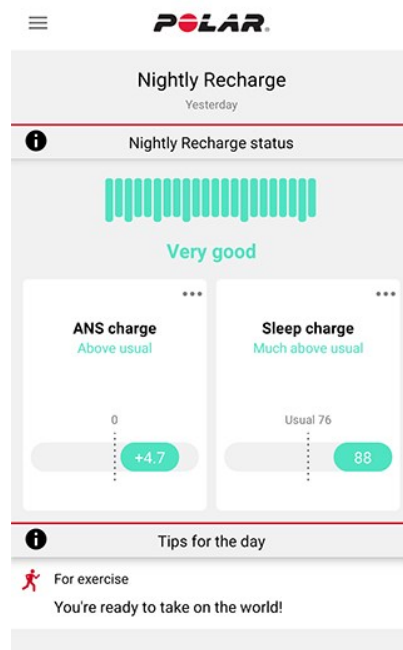 POLAR.
Nightly Recharge
Yesterday
Nightly Recharge status
Very good
ANS charge
Above usual
0
+4.7
Sleep charge
Much above usual
Usual 76
88
Tips for the day
For exercise
You're ready to take on the world!